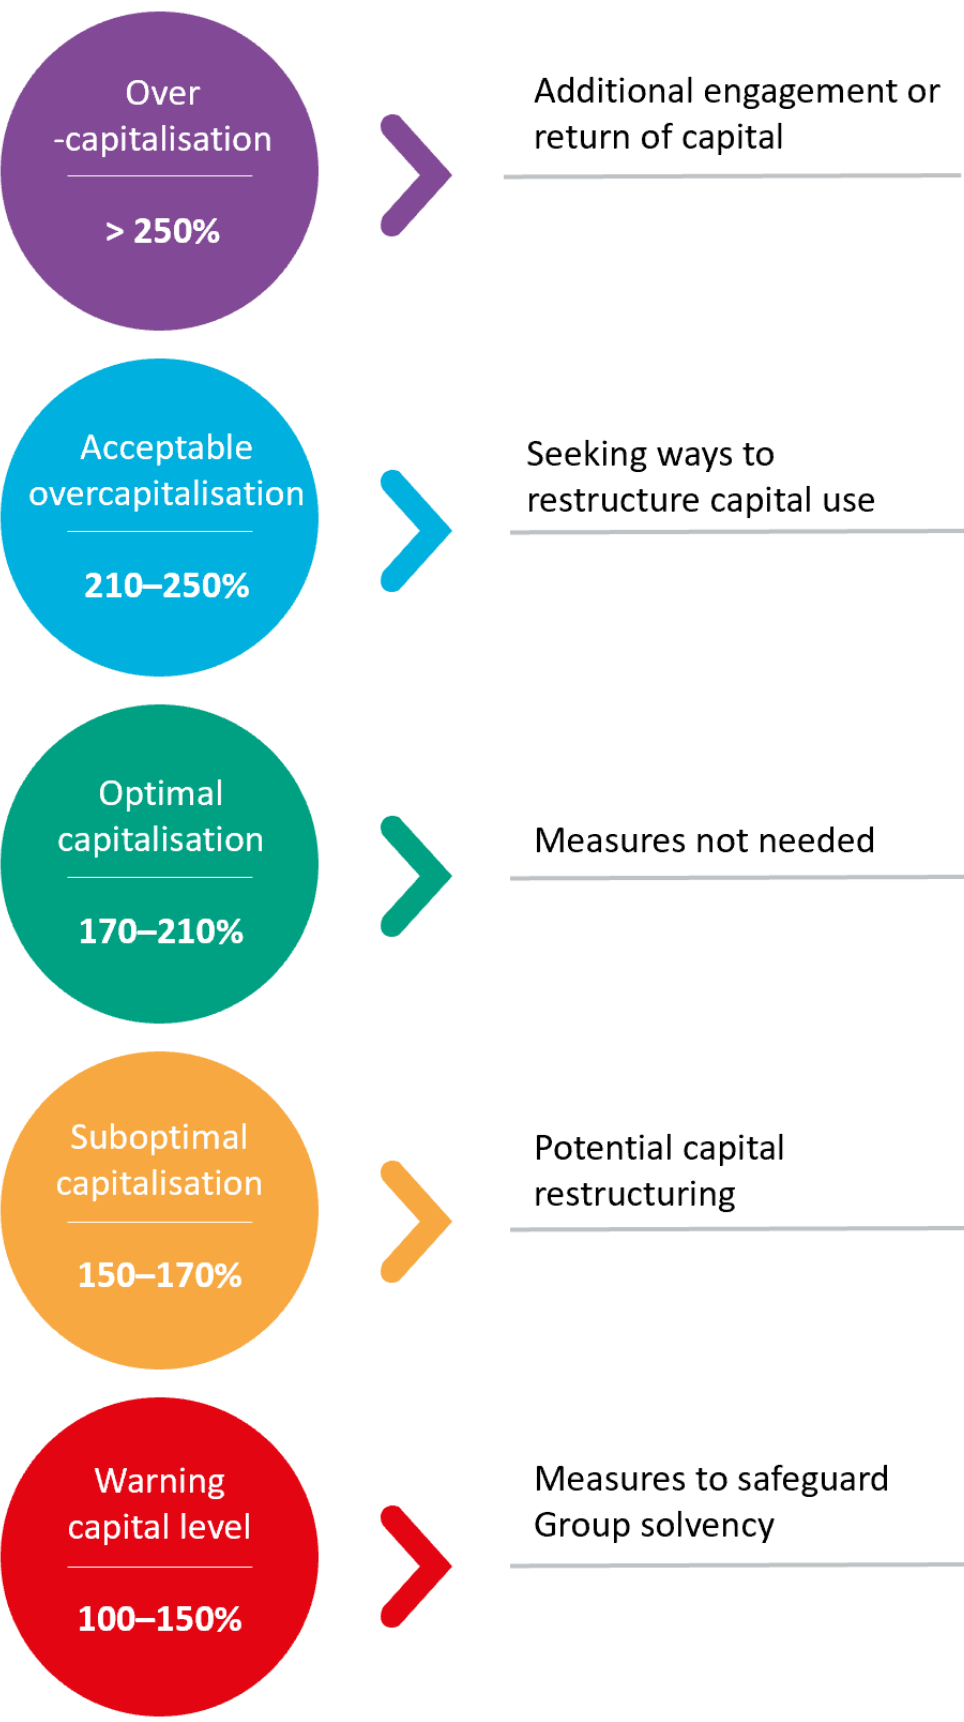 Over
-capitalisation
> 250%
Additional engagement or
return of capital
Acceptable
overcapitalisation
210–250%
Seeking ways to
restructure capital use
Optimal
capitalisation
170–210%
Measures not needed
Suboptimal
capitalisation
150–170%
Potential capital
restructuring
Warning
capital level
100–150%
Measures to safeguard
Group solvency